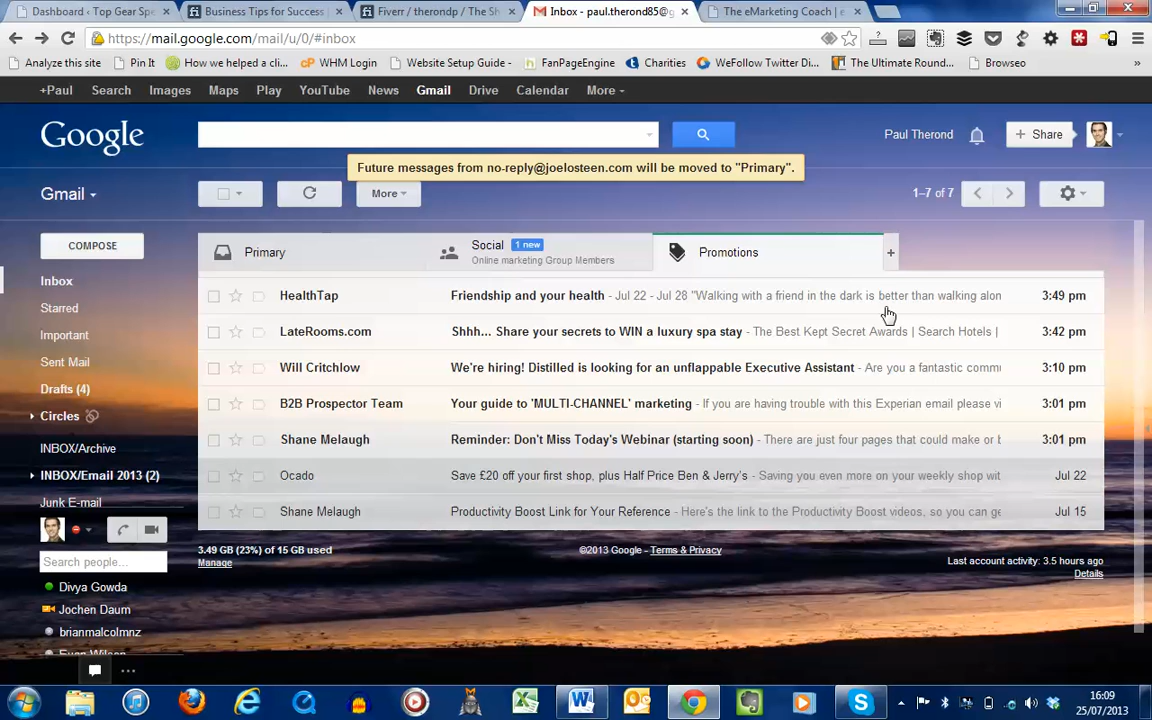 Dashboard ‹ Top Gear Spe
Business Tips for Success
Fiverr / therondp / The Sh
Inbox - paul.therond85@g
The eMarketing Coach | e
https://mail.google.com/mail/u/0/#inbox
Analyze this site
Pin It
How we helped a cli...
cP WHM Login
Website Setup Guide -
FanPageEngine
Charities
WeFollow Twitter Di...
The Ultimate Round...
Browseo
»
+Paul Search Images Maps Play YouTube News Gmail Drive Calendar More
Google
Paul Therond
+ Share
Future messages from no-reply@joelosteen.com will be moved to "Primary".
Gmail
More
1–7 of 7
COMPOSE
Primary
Social 1 new
Online marketing Group Members
Promotions
+
Inbox
Starred
Important
Sent Mail
Drafts (4)
Circles
INBOX/Archive
INBOX/Email 2013 (2)
Junk E-mail
HealthTap Friendship and your health - Jul 22 - Jul 28 "Walking with a friend in the dark is better than walking alon 3:49 pm
LateRooms.com Shhh... Share your secrets to WIN a luxury spa stay - The Best Kept Secret Awards | Search Hotels | 3:42 pm
Will Critchlow We're hiring! Distilled is looking for an unflappable Executive Assistant - Are you a fantastic comm 3:10 pm
B2B Prospector Team Your guide to 'MULTI-CHANNEL' marketing - If you are having trouble with this Experian email please vi 3:01 pm
Shane Melaugh Reminder: Don't Miss Today's Webinar (starting soon) - There are just four pages that could make or b 3:01 pm
Ocado Save £20 off your first shop, plus Half Price Ben & Jerry's - Saving you even more on your weekly shop wit Jul 22
Shane Melaugh Productivity Boost Link for Your Reference - Here's the link to the Productivity Boost videos, so you can ge Jul 15
Search people...
Divya Gowda
Jochen Daum
brianmalcolmnz
3.49 GB (23%) of 15 GB used
Manage
©2013 Google - Terms & Privacy
Last account activity: 3.5 hours ago
Details
16:09
25/07/2013